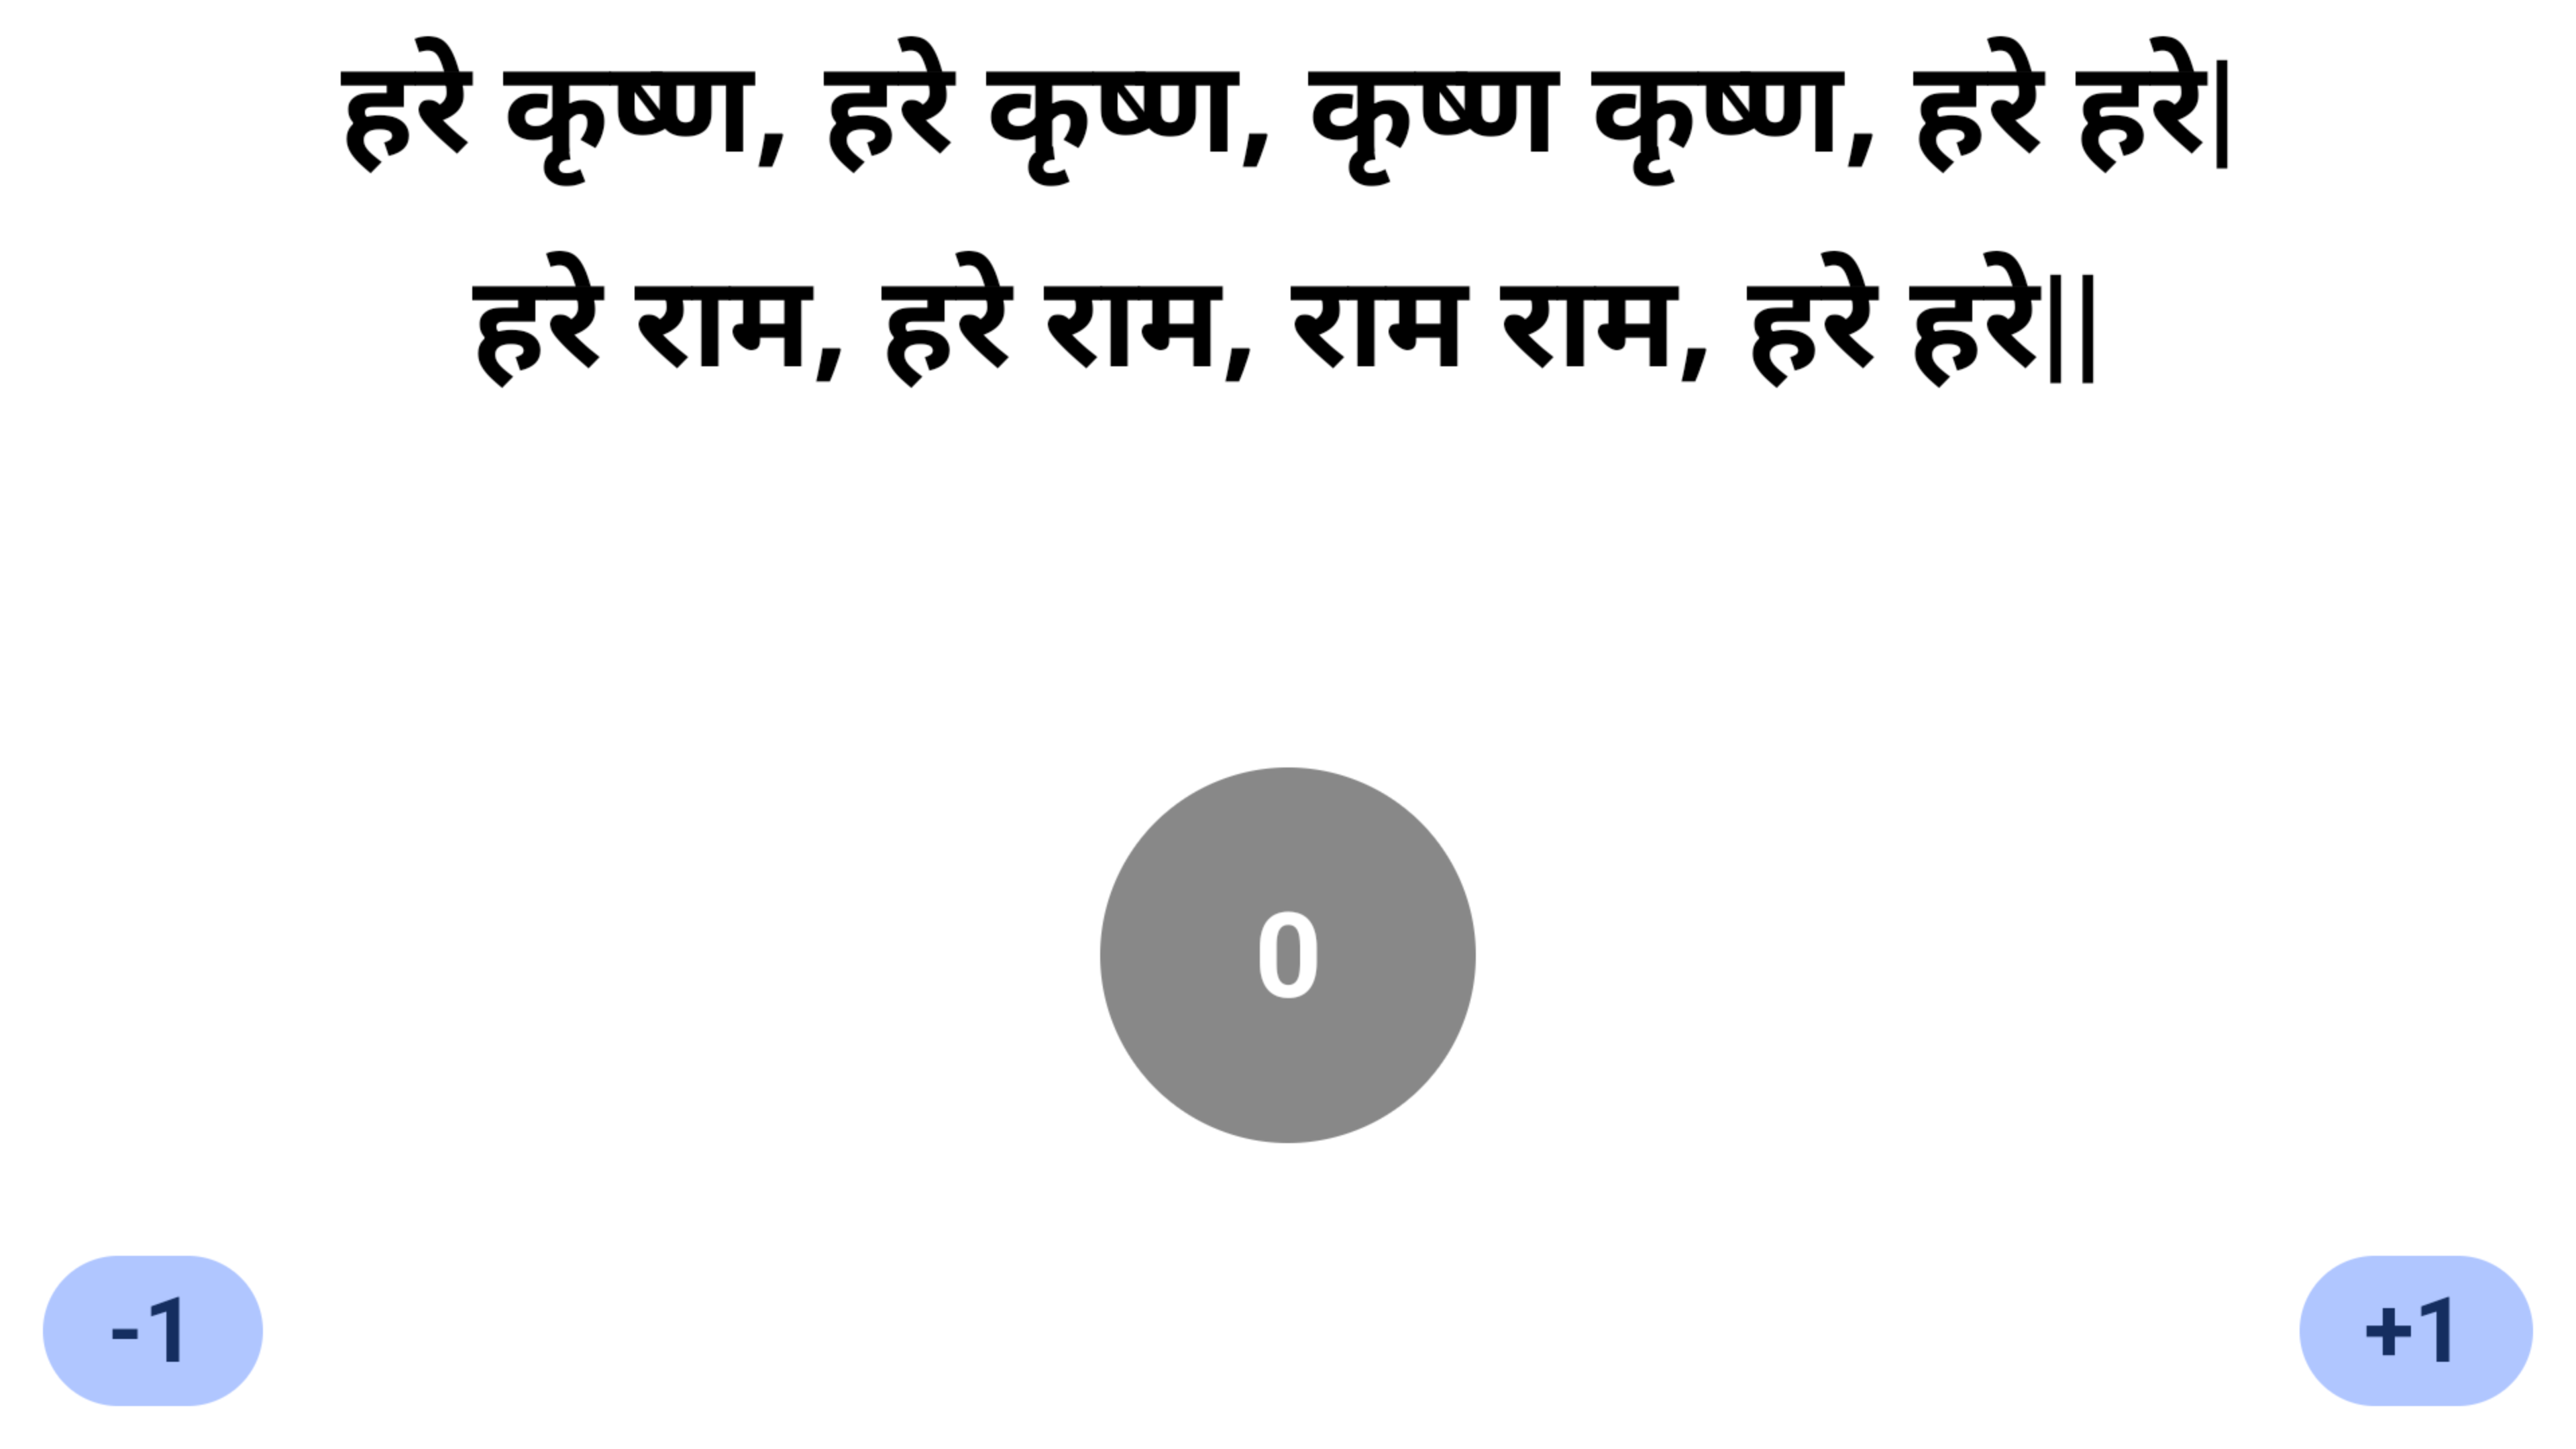 हरे कृष्ण, हरे कृष्ण, कृष्ण कृष्ण, हरे हरे|
हरे राम, हरे राम, राम राम, हरे हरे||
0
-1
+1